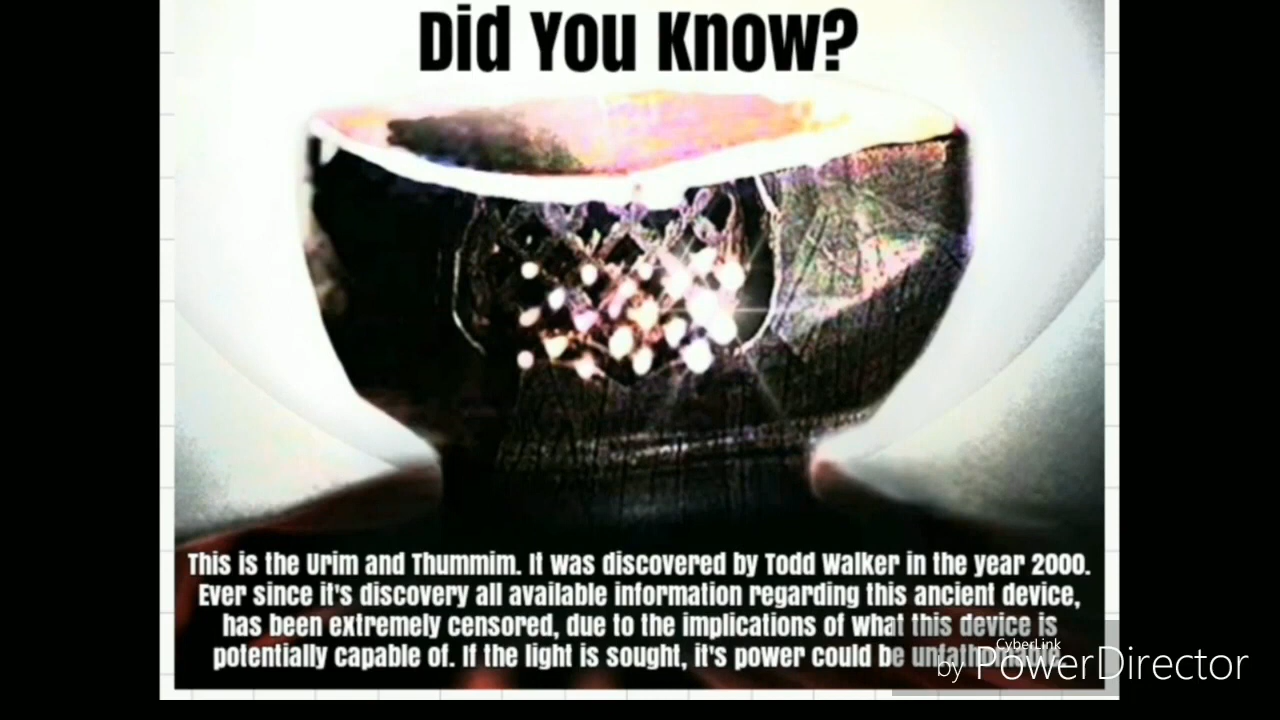 Did You Know?
This is the Urim and Thummim. It was discovered by Todd Walker in the year 2000.
Ever since it's discovery all available information regarding this ancient device,
has been extremely censored, due to the implications of what this device is
potentially capable of. If the light is sought, it's power could be
CyberLink
by PowerDirector